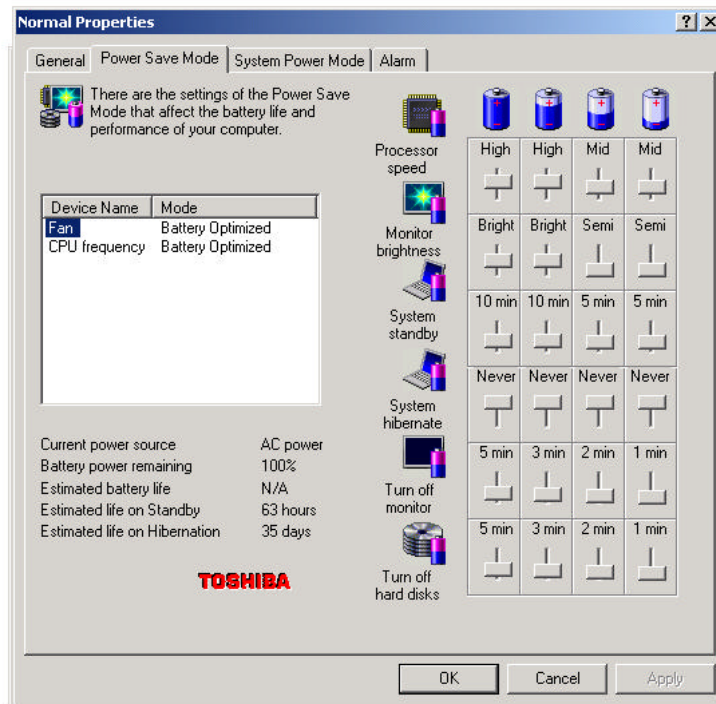 Normal Properties
General
Power Save Mode
System Power Mode
Alarm
There are the settings of the Power Save
Mode that affect the battery life and
performance of your computer.
Device Name Mode
Fan Battery Optimized
CPU frequency Battery Optimized
Current power source AC power
Battery power remaining 100%
Estimated battery life N/A
Estimated life on Standby 63 hours
Estimated life on Hibernation 35 days
TOSHIBA
Processor
speed
High High Mid Mid
Monitor
brightness
Bright Bright Semi Semi
System
standby
10 min 10 min 5 min 5 min
System
hibernate
Never Never Never Never
Turn off
monitor
5 min 3 min 2 min 1 min
Turn off
hard disks
5 min 3 min 2 min 1 min
OK
Cancel
Apply